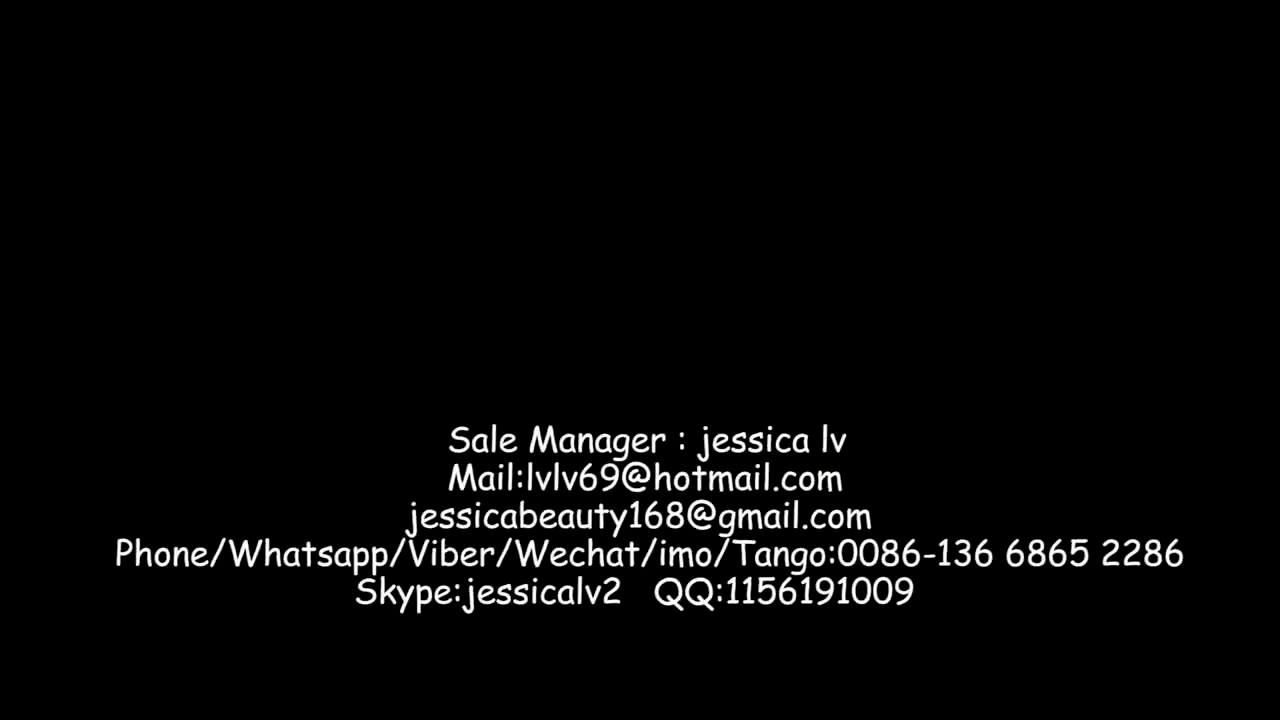 Sale Manager : jessica lv
Mail:lvlv69@hotmail.com
jessicabeauty168@gmail.com
Phone/Whatsapp/Viber/Wechat/imo/Tango:0086-136 6865 2286
Skype:jessicalv2   QQ:1156191009